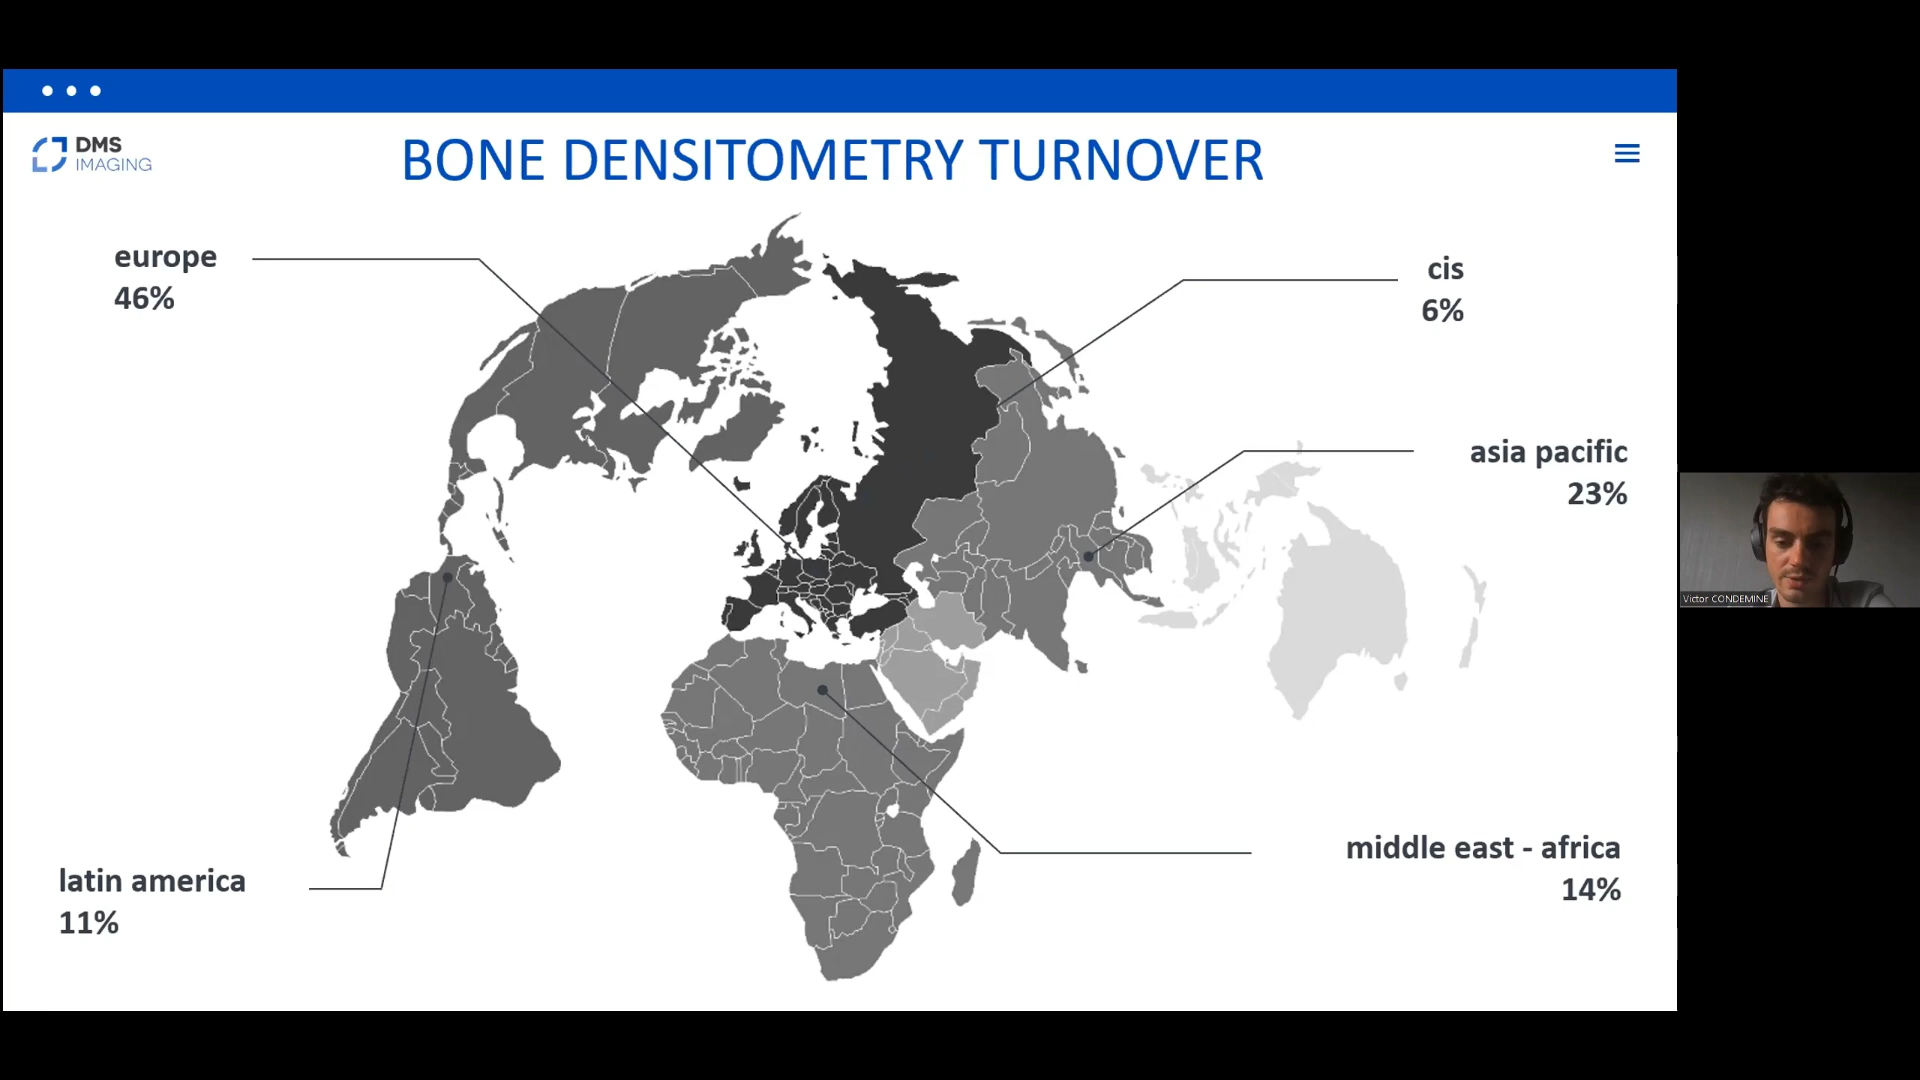 DMS
IMAGING
BONE DENSITOMETRY TURNOVER
europe
46%
cis
6%
asia pacific
23%
Victor CONDEMINE
middle east - africa
14%
latin america
11%